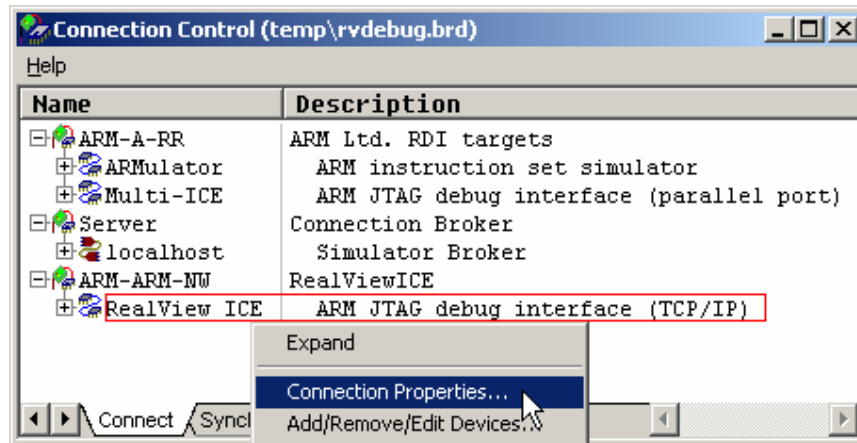 Connection Control (temp\rvdebug.brd)
Help
Name Description
ARM-A-RR ARM Ltd. RDI targets
ARMulator ARM instruction set simulator
Multi-ICE ARM JTAG debug interface (parallel port)
Server Connection Broker
localhost Simulator Broker
ARM-ARM-NW RealViewICE
RealView ICE ARM JTAG debug interface (TCP/IP)
Expand
Connection Properties...
Connect Add/Remove/Edit Devices...